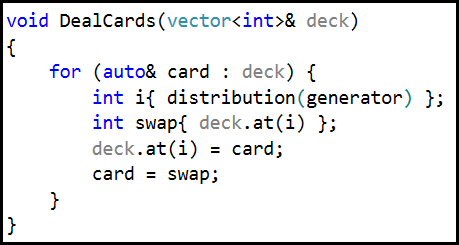 void DealCards(vector<int>& deck)
{
    for (auto& card : deck) {
        int i{ distribution(generator) };
        int swap{ deck.at(i) };
        deck.at(i) = card;
        card = swap;
    }
}